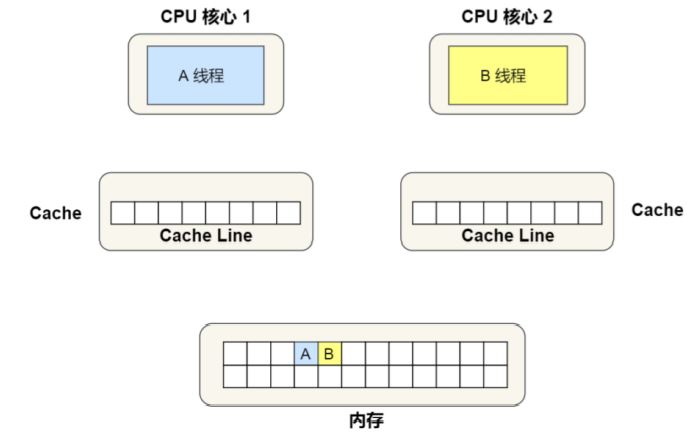 CPU 核心 1
CPU 核心 2
A 线程
B 线程
Cache
Cache Line
Cache Line
Cache
A
B
内存